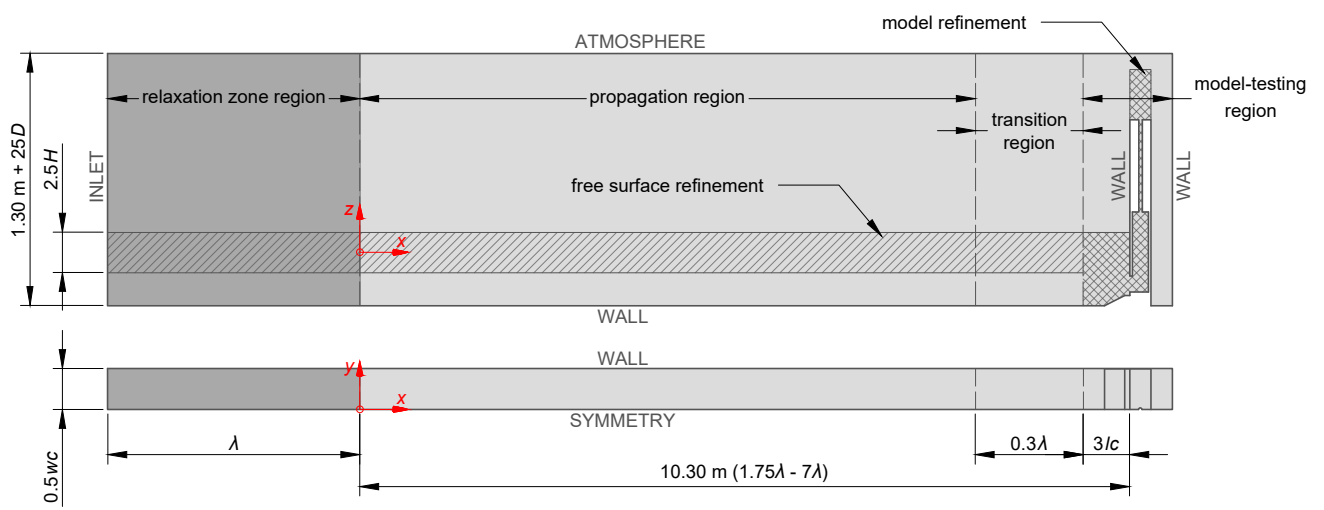 model refinement
ATMOSPHERE
relaxation zone region
propagation region
model-testing
region
transition
region
1.30 m + 25D
2.5H
INLET
WALL
WALL
free surface refinement
z
x
WALL
WALL
y
x
SYMMETRY
0.5wc
λ
0.3λ
3lc
10.30 m (1.75λ - 7λ)